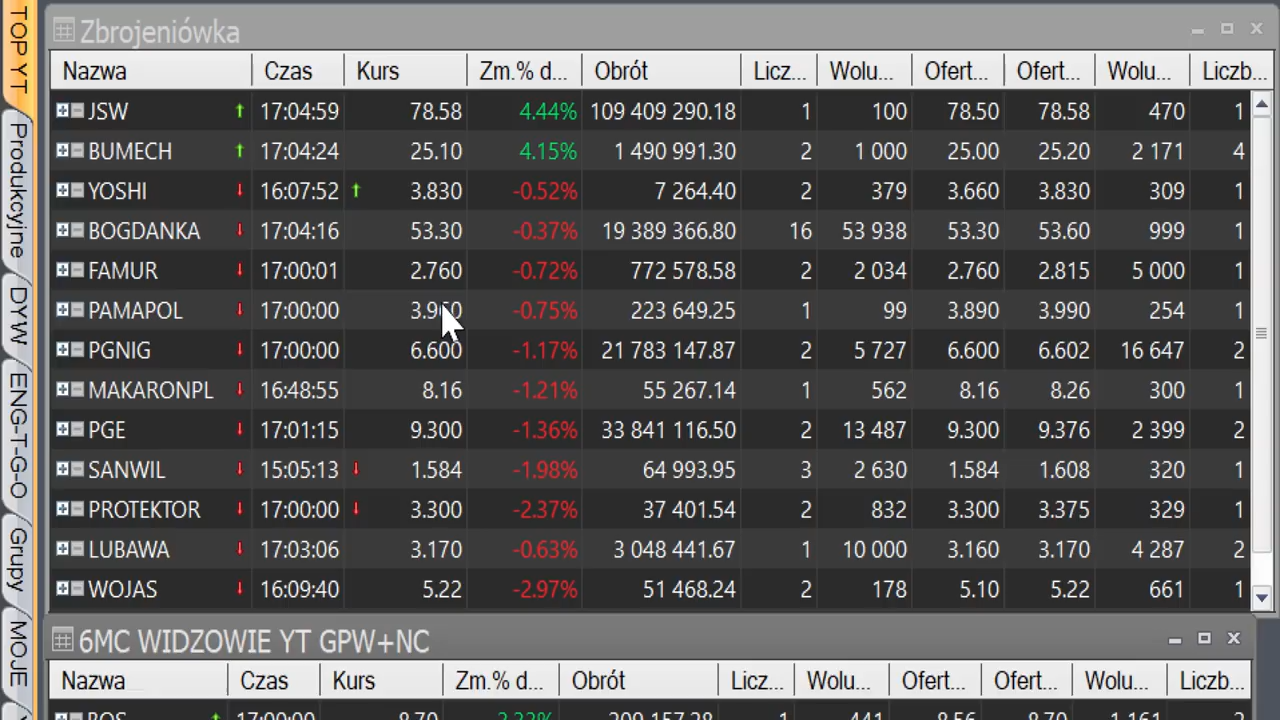 Zbrojeniówka
Nazwa Czas Kurs Zm.% d... Obrót Licz... Wolu... Ofert... Ofert... Wolu... Liczb...
JSW 17:04:59 78.58 4.44% 109 409 290.18 1 100 78.50 78.58 470 1
BUMECH 17:04:24 25.10 4.15% 1 490 991.30 2 1 000 25.00 25.20 2 171 4
YOSHI 16:07:52 3.830 -0.52% 7 264.40 2 379 3.660 3.830 309 1
BOGDANKA 17:04:16 53.30 -0.37% 19 389 366.80 16 53 938 53.30 53.60 999 1
FAMUR 17:00:01 2.760 -0.72% 772 578.58 2 2 034 2.760 2.815 5 000 1
PAMAPOL 17:00:00 -0.75% 223 649.25 1 99 3.890 3.990 254 1
PGNIG 17:00:00 6.600 -1.17% 21 783 147.87 2 5 727 6.600 6.602 16 647 2
MAKARONPL 16:48:55 8.16 -1.21% 55 267.14 1 562 8.16 8.26 300 1
PGE 17:01:15 9.300 -1.36% 33 841 116.50 2 13 487 9.300 9.376 2 399 2
SANWIL 15:05:13 1.584 -1.98% 64 993.95 3 2 630 1.584 1.608 320 1
PROTEKTOR 17:00:00 3.300 -2.37% 37 401.54 2 832 3.300 3.375 329 1
LUBAWA 17:03:06 3.170 -0.63% 3 048 441.67 1 10 000 3.160 3.170 4 287 2
WOJAS 16:09:40 5.22 -2.97% 51 468.24 2 178 5.10 5.22 661 1
6MC WIDZOWIE YT GPW+NC
Nazwa Czas Kurs Zm.% d... Obrót Licz... Wolu... Ofert... Ofert... Wolu... Liczb...
TOP YT
Produkcyjne
DYW
ENG-T-G-O
Grupy
MOJE